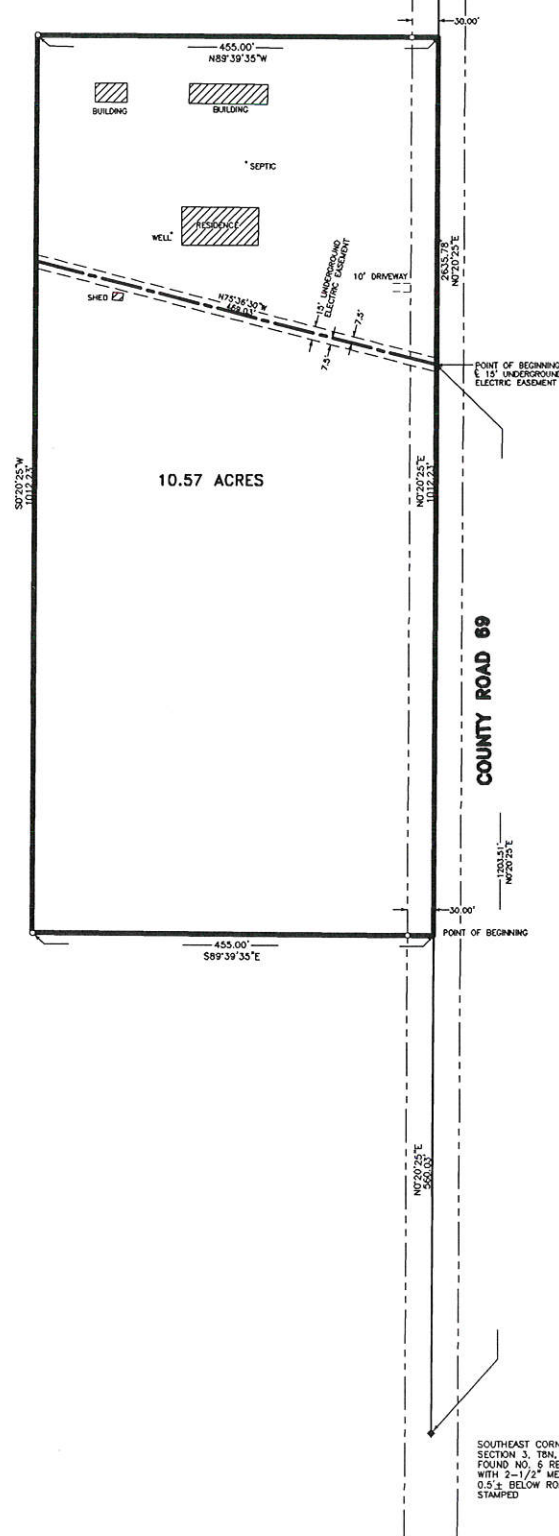 30.00'
455.00'
N89°39'35"W
BUILDING
BUILDING
SEPTIC
RESIDENCE
WELL
2635.78'
N0°20'25"E
15' UNDERGROUND
ELECTRIC EASEMENT
10' DRIVEWAY
SHED
N75°36'30"W
469.03'
7.5'
7.5'
POINT OF BEGINNING
℄ 15' UNDERGROUND
ELECTRIC EASEMENT
S0°20'25"W
1012.23'
10.57 ACRES
N0°20'25"E
1012.23'
COUNTY ROAD 69
1203.51'
N0°20'25"E
30.00'
POINT OF BEGINNING
455.00'
S89°39'35"E
N0°20'25"E
560.03'
SOUTHEAST CORN
SECTION 3, T8N,
FOUND NO. 6 RE
WITH 2-1/2" ME
0.5'± BELOW RO
STAMPED